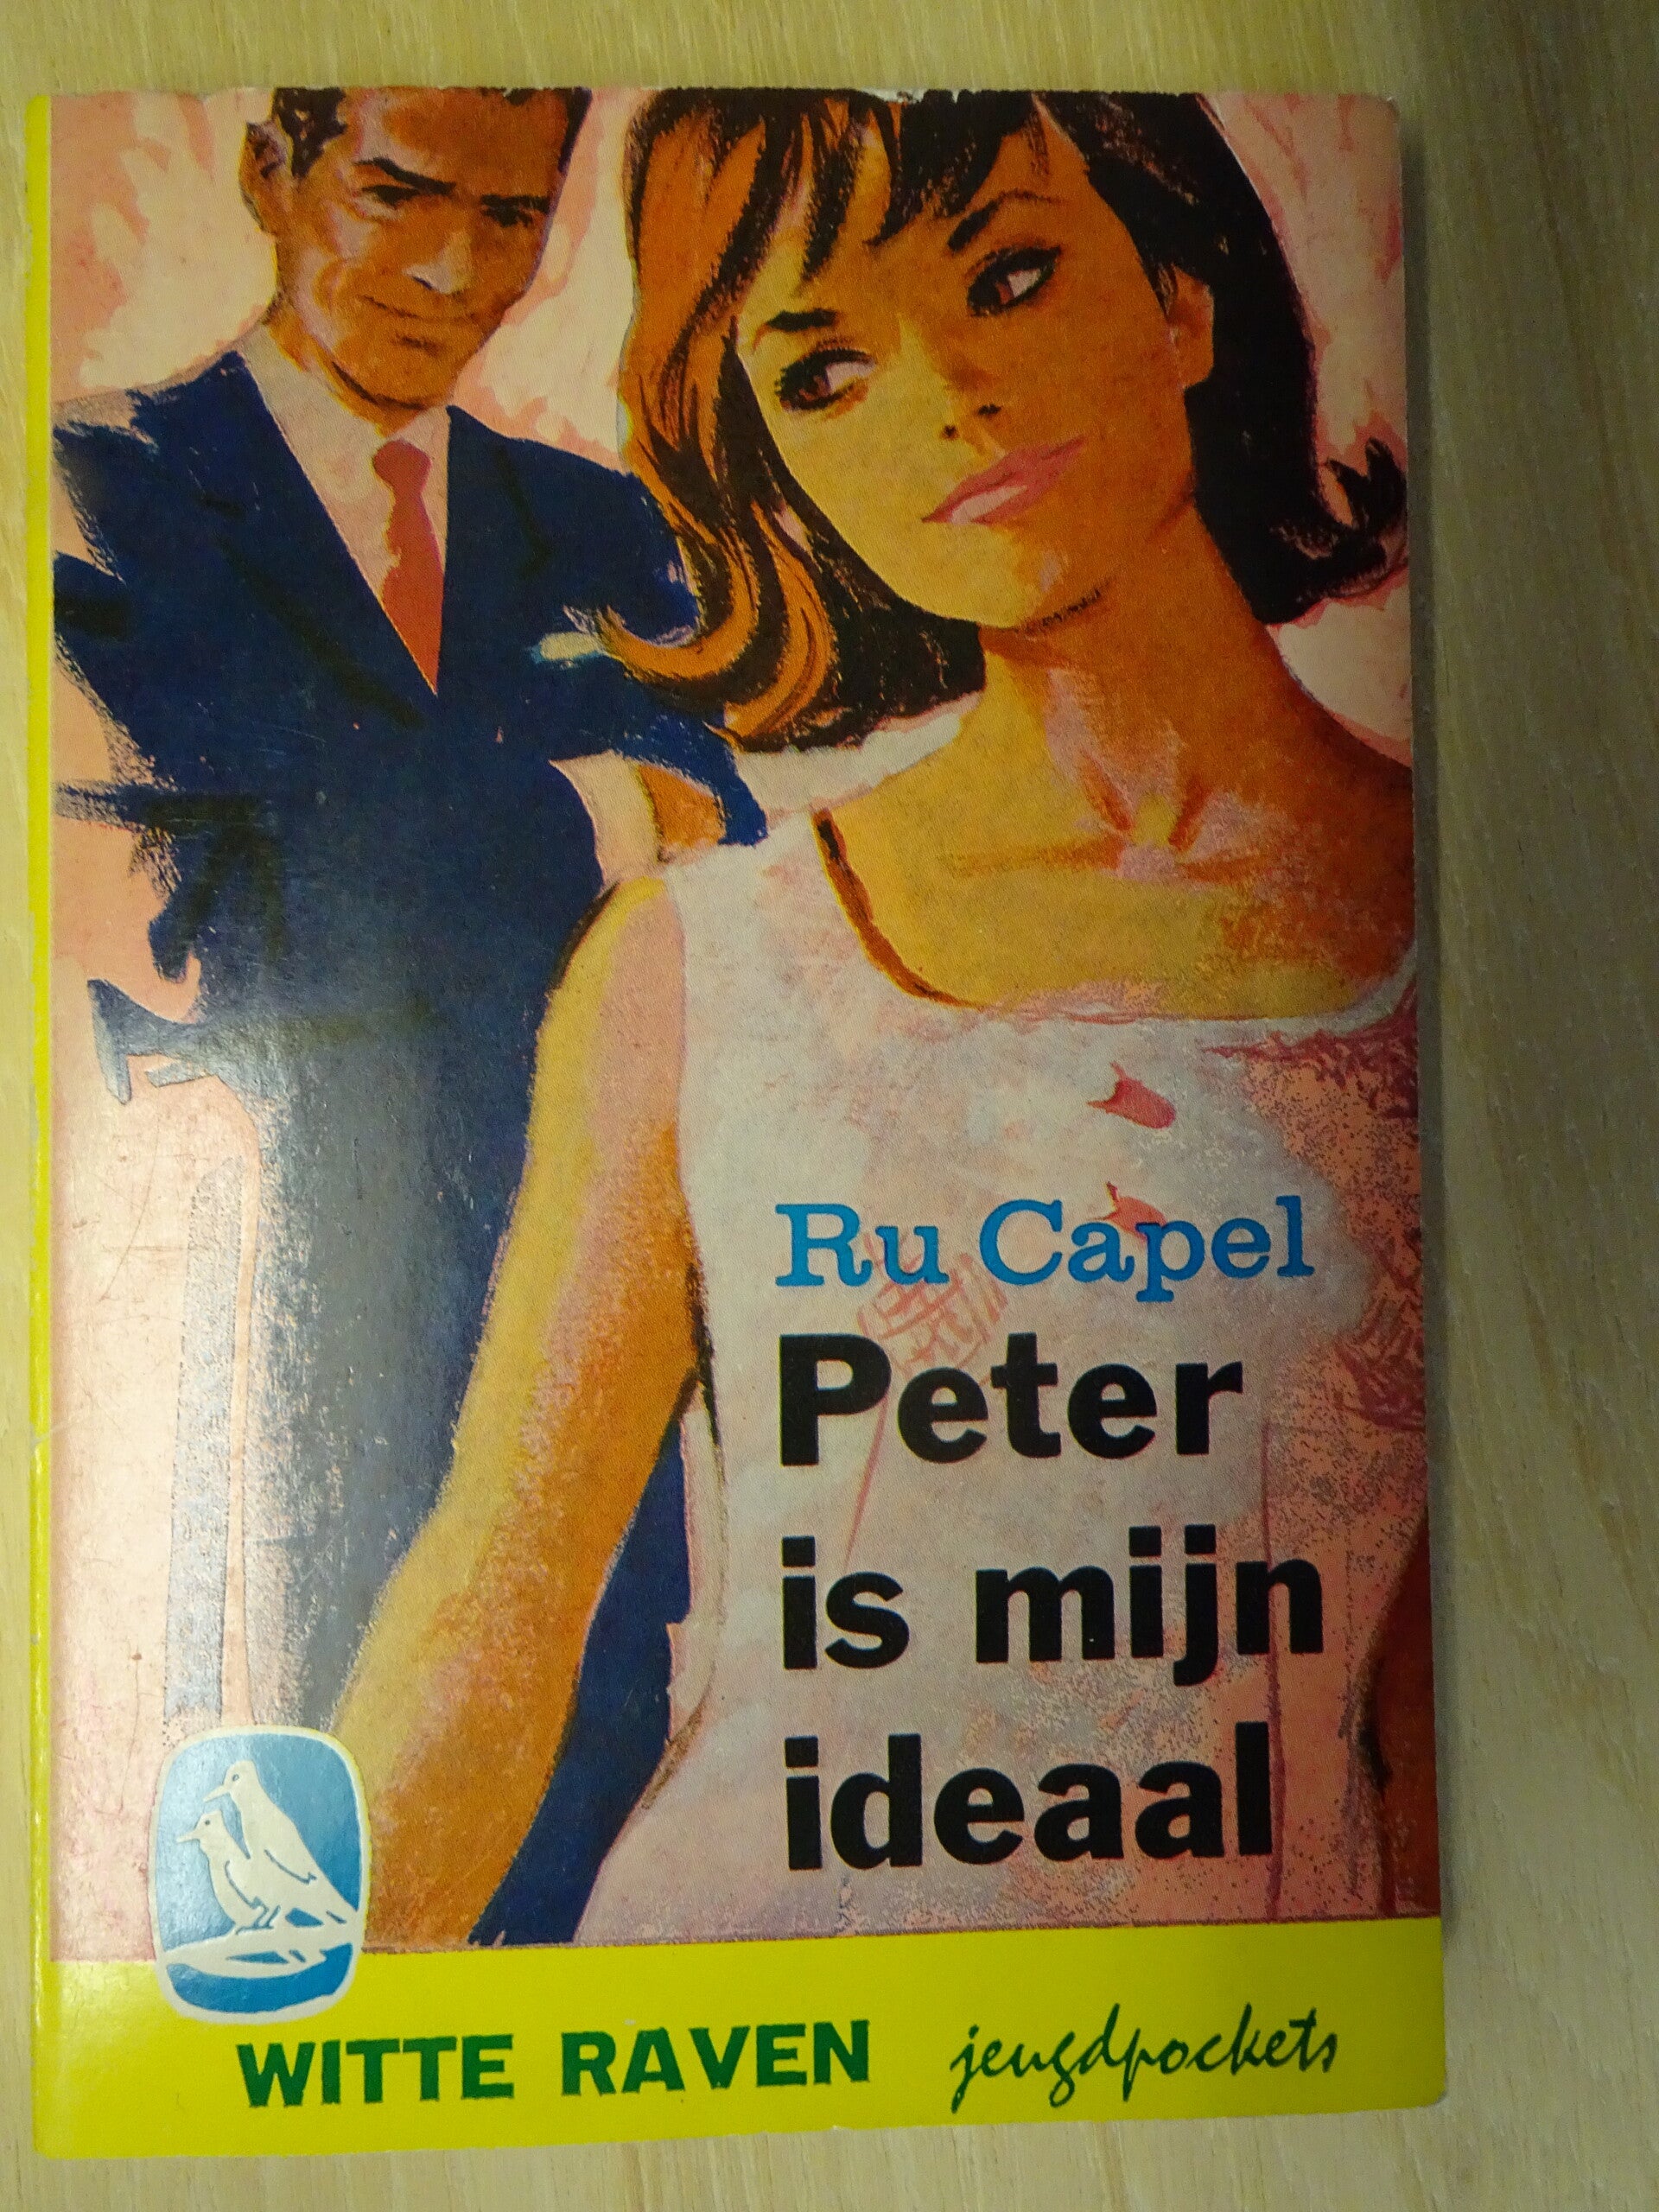 Ru Capel
Peter
is mijn
ideaal
WITTE RAVEN jeugdpockets